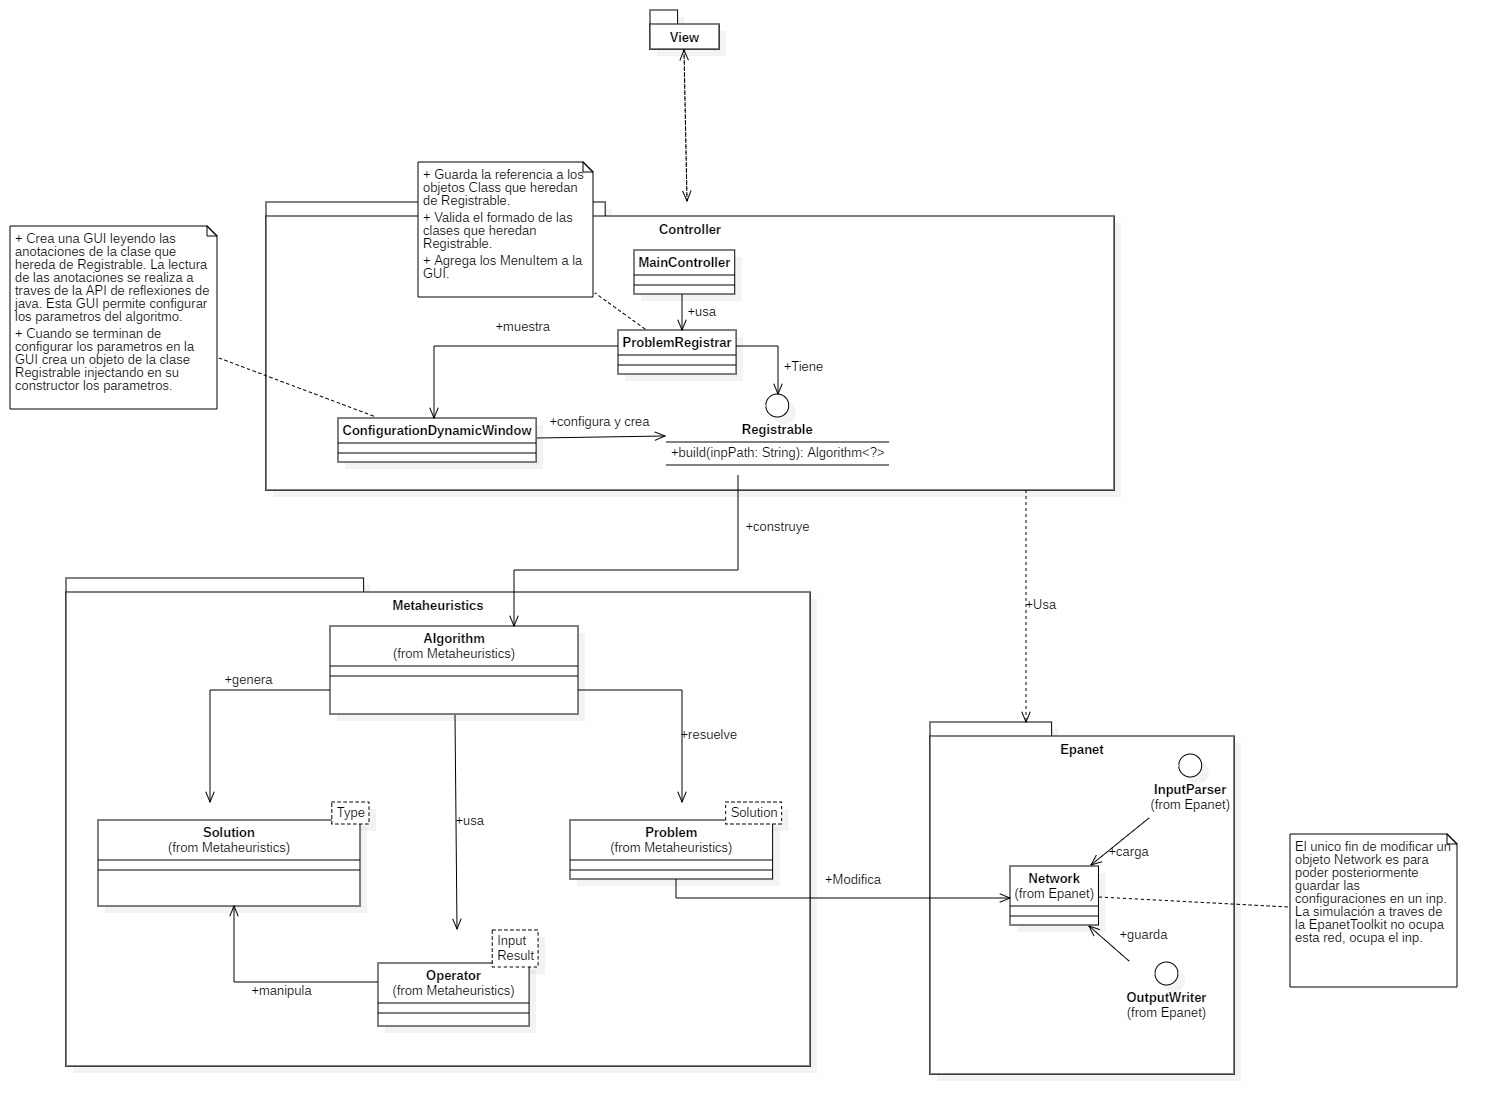 View
+ Guarda la referencia a los
objetos Class que heredan
de Registrable.
+ Valida el formado de las
clases que heredan
Registrable.
+ Agrega los MenuItem a la
GUI.
+ Crea una GUI leyendo las
anotaciones de la clase que
hereda de Registrable. La lectura
de las anotaciones se realiza a
traves de la API de reflexiones de
java. Esta GUI permite configurar
los parametros del algoritmo.
+ Cuando se terminan de
configurar los parametros en la
GUI crea un objeto de la clase
Registrable injectando en su
constructor los parametros.
Controller
MainController
+usa
+muestra
ProblemRegistrar
+Tiene
ConfigurationDynamicWindow
+configura y crea
Registrable
+build(inpPath: String): Algorithm<?>
+construye
+Usa
Metaheuristics
Algorithm
(from Metaheuristics)
+genera
+resuelve
+usa
Type
Solution
(from Metaheuristics)
Solution
Problem
(from Metaheuristics)
+Modifica
Input
Result
Operator
(from Metaheuristics)
+manipula
Epanet
InputParser
(from Epanet)
+carga
Network
(from Epanet)
+guarda
OutputWriter
(from Epanet)
El unico fin de modificar un
objeto Network es para
poder posteriormente
guardar las
configuraciones en un inp.
La simulación a traves de
la EpanetToolkit no ocupa
esta red, ocupa el inp.